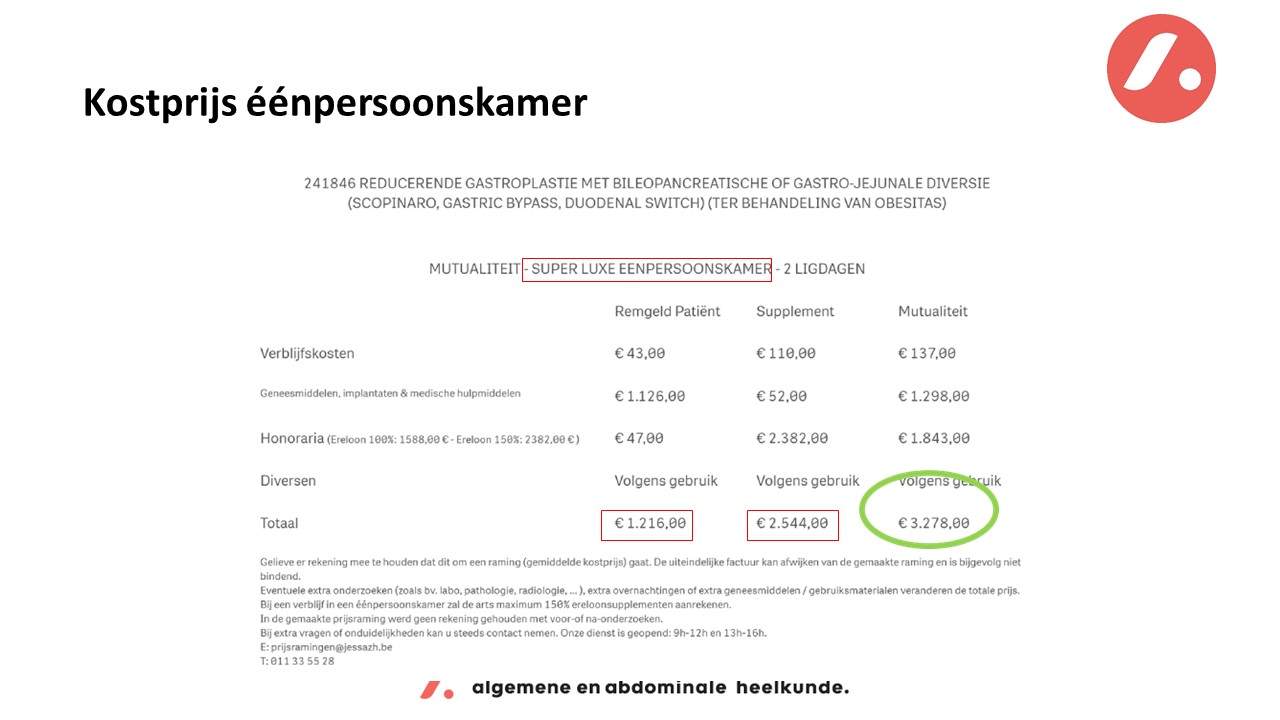 Kostprijs éénpersoonskamer
241846 REDUCERENDE GASTROPLASTIE MET BILEOPANCREATISCHE OF GASTRO-JEJUNALE DIVERSIE
(SCOPINARO, GASTRIC BYPASS, DUODENAL SWITCH) (TER BEHANDELING VAN OBESITAS)
MUTUALITEIT - SUPER LUXE EENPERSOONSKAMER - 2 LIGDAGEN
Remgeld Patiënt Supplement Mutualiteit
Verblijfskosten € 43,00 € 110,00 € 137,00
Geneesmiddelen, implantaten & medische hulpmiddelen € 1.126,00 € 52,00 € 1.298,00
Honoraria (Ereloon 100%: 1588,00 € - Ereloon 150%: 2382,00 €) € 47,00 € 2.382,00 € 1.843,00
Diversen Volgens gebruik Volgens gebruik Volgens gebruik
Totaal € 1.216,00 € 2.544,00 € 3.278,00
Gelieve er rekening mee te houden dat dit om een raming (gemiddelde kostprijs) gaat. De uiteindelijke factuur kan afwijken van de gemaakte raming en is bijgevolg niet
bindend.
Eventuele extra onderzoeken (zoals bv. labo, pathologie, radiologie, ... ), extra overnachtingen of extra geneesmiddelen / gebruiksmaterialen veranderen de totale prijs.
Bij een verblijf in een éénpersoonskamer zal de arts maximum 150% ereloonsupplementen aanrekenen.
In de gemaakte prijsraming werd geen rekening gehouden met voor-of na-onderzoeken.
Bij extra vragen of onduidelijkheden kan u steeds contact nemen. Onze dienst is geopend: 9h-12h en 13h-16h.
E: prijsramingen@jessazh.be
T: 011 33 55 28
algemene en abdominale heelkunde.